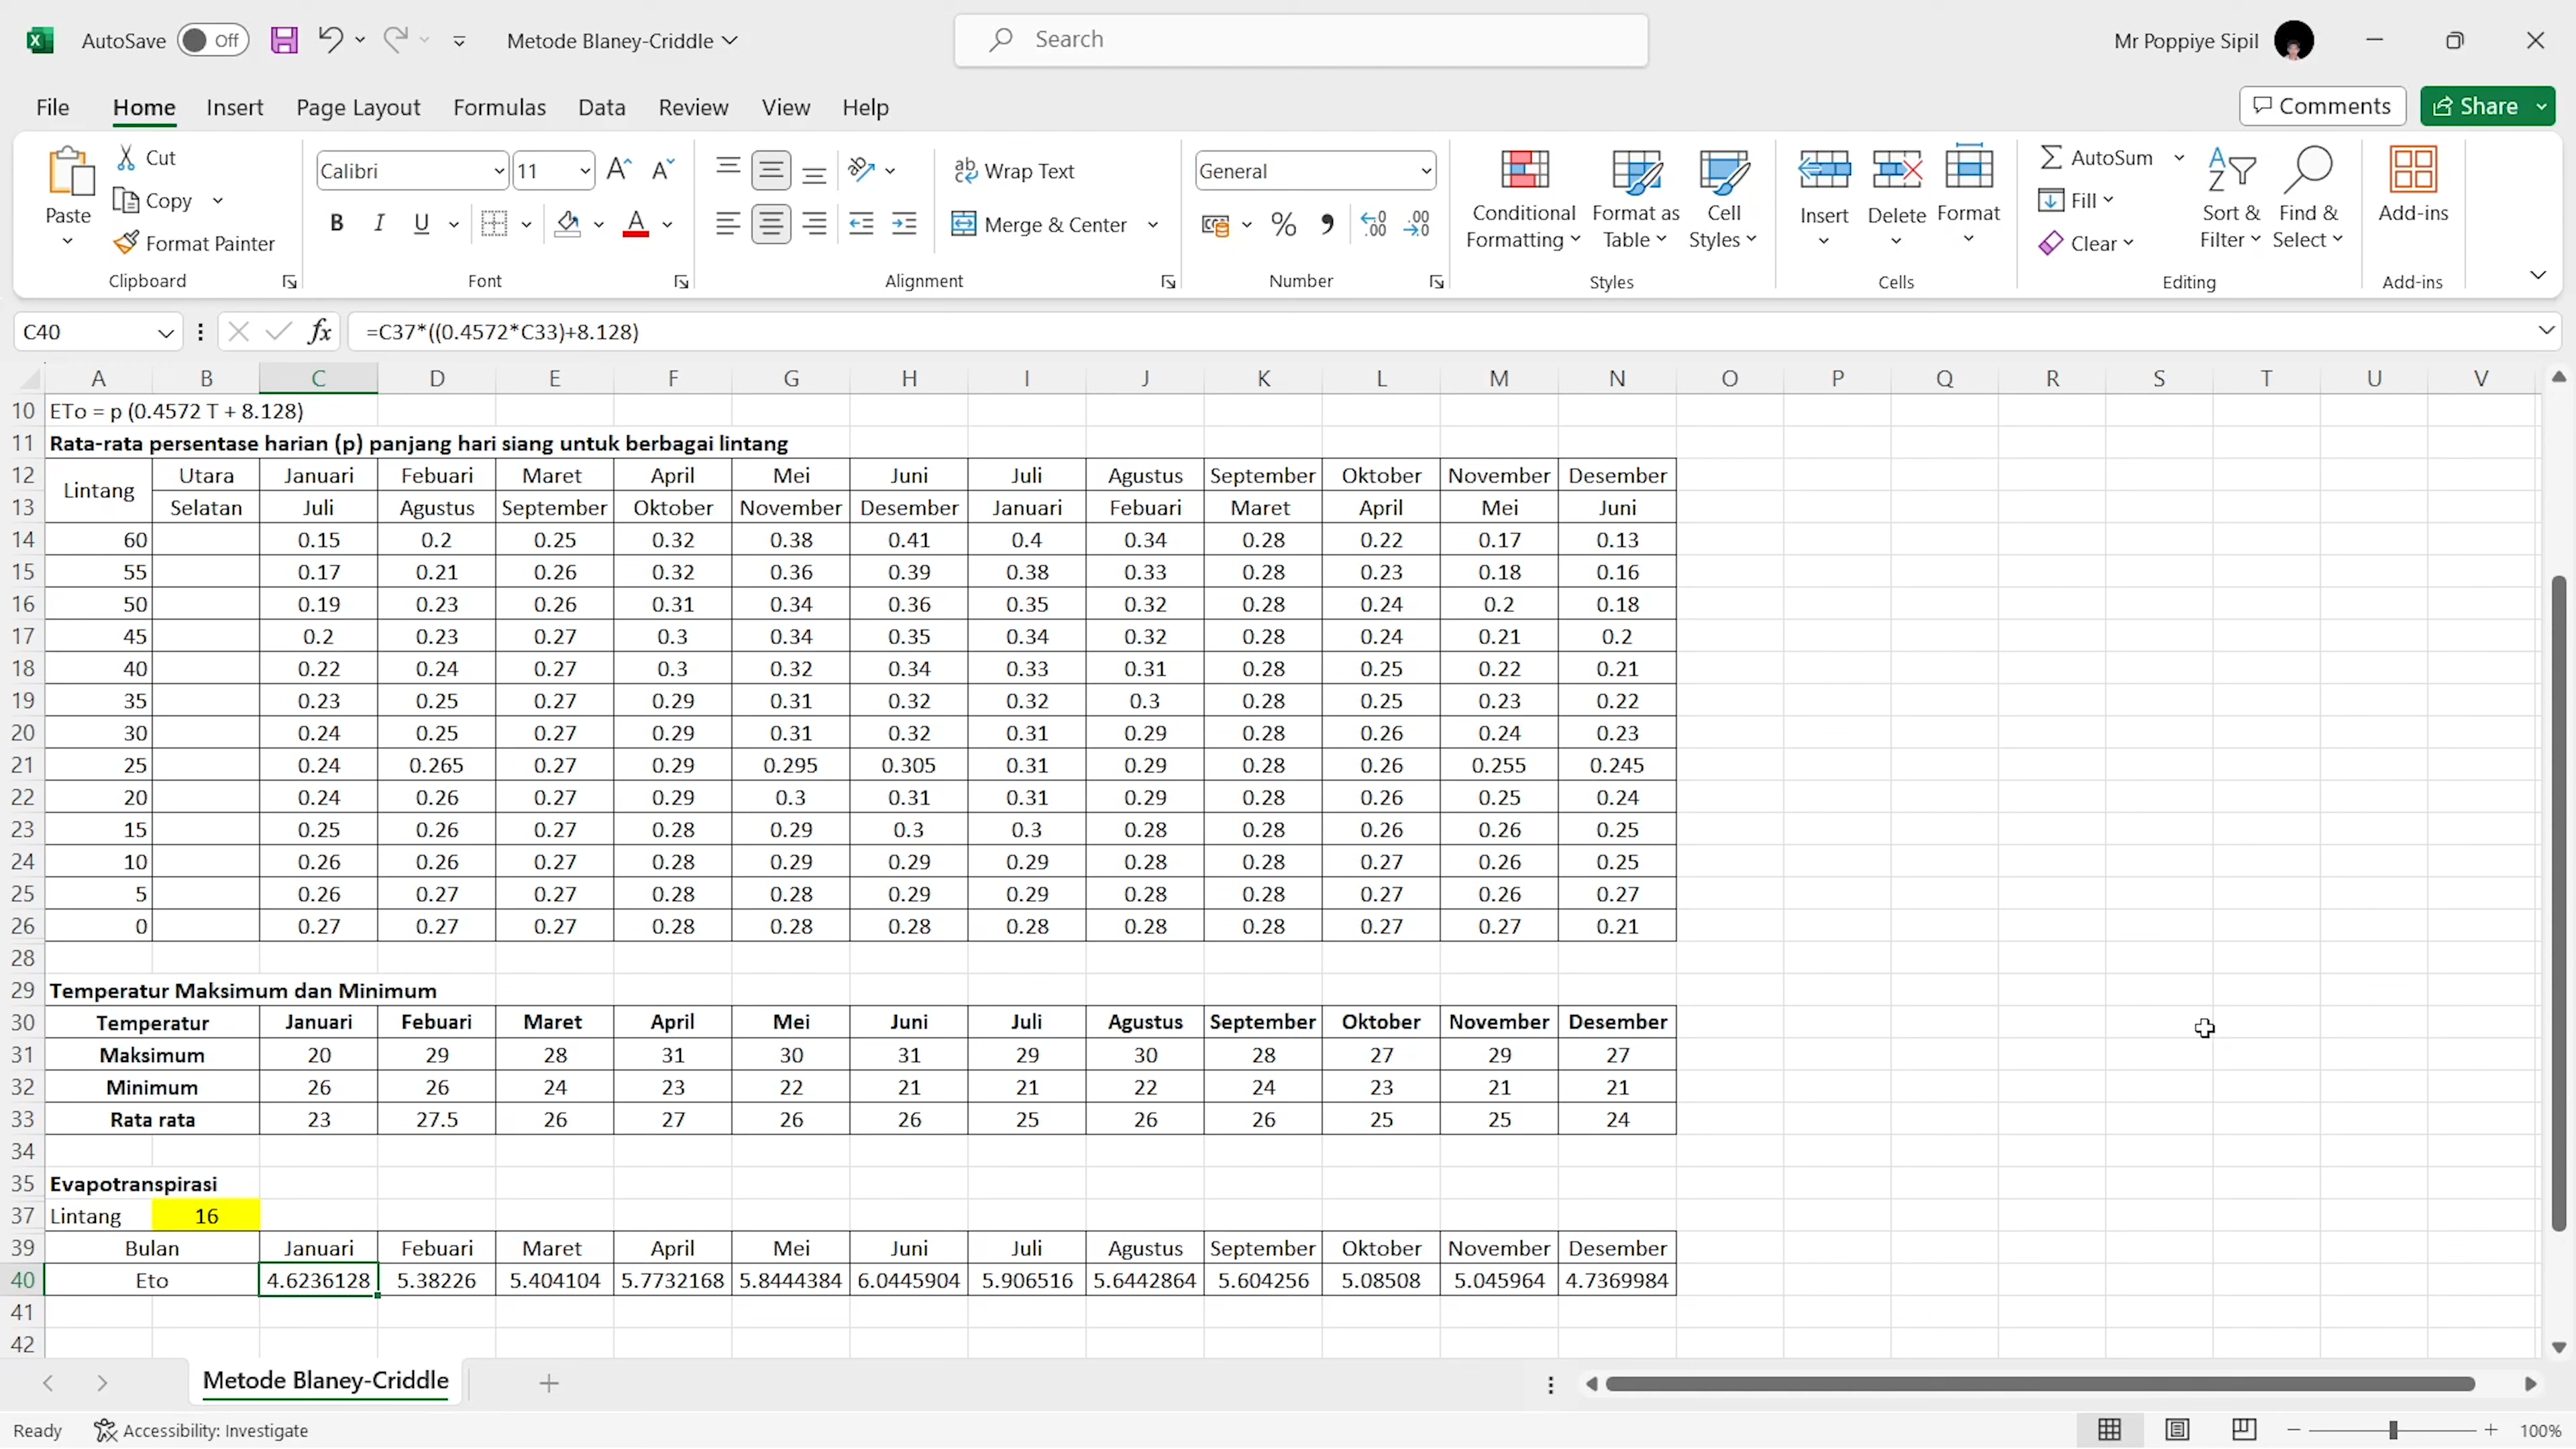 AutoSave Off Metode Blaney-Criddle Search Mr Poppiye Sipil
File Home Insert Page Layout Formulas Data Review View Help Comments Share
Paste Cut Copy Format Painter Clipboard
Calibri 11 B I U A Font
Wrap Text Merge & Center Alignment
General % Number
Conditional Formatting Format as Table Cell Styles Styles
Insert Delete Format Cells
AutoSum Fill Clear Sort & Filter Find & Select Editing
Add-ins Add-ins
C40 fx =C37*((0.4572*C33)+8.128)
A B C D E F G H I J K L M N O P Q R S T U V
10 ETo = p (0.4572 T + 8.128)
11 Rata-rata persentase harian (p) panjang hari siang untuk berbagai lintang
12 Lintang Utara Januari Febuari Maret April Mei Juni Juli Agustus September Oktober November Desember
13 Selatan Juli Agustus September Oktober November Desember Januari Febuari Maret April Mei Juni
14 60 0.15 0.2 0.25 0.32 0.38 0.41 0.4 0.34 0.28 0.22 0.17 0.13
15 55 0.17 0.21 0.26 0.32 0.36 0.39 0.38 0.33 0.28 0.23 0.18 0.16
16 50 0.19 0.23 0.26 0.31 0.34 0.36 0.35 0.32 0.28 0.24 0.2 0.18
17 45 0.2 0.23 0.27 0.3 0.34 0.35 0.34 0.32 0.28 0.24 0.21 0.2
18 40 0.22 0.24 0.27 0.3 0.32 0.34 0.33 0.31 0.28 0.25 0.22 0.21
19 35 0.23 0.25 0.27 0.29 0.31 0.32 0.32 0.3 0.28 0.25 0.23 0.22
20 30 0.24 0.25 0.27 0.29 0.31 0.32 0.31 0.29 0.28 0.26 0.24 0.23
21 25 0.24 0.265 0.27 0.29 0.295 0.305 0.31 0.29 0.28 0.26 0.255 0.245
22 20 0.24 0.26 0.27 0.29 0.3 0.31 0.31 0.29 0.28 0.26 0.25 0.24
23 15 0.25 0.26 0.27 0.28 0.29 0.3 0.3 0.28 0.28 0.26 0.26 0.25
24 10 0.26 0.26 0.27 0.28 0.29 0.29 0.29 0.28 0.28 0.27 0.26 0.25
25 5 0.26 0.27 0.27 0.28 0.28 0.29 0.29 0.28 0.28 0.27 0.26 0.27
26 0 0.27 0.27 0.27 0.28 0.28 0.28 0.28 0.28 0.28 0.27 0.27 0.21
28
29 Temperatur Maksimum dan Minimum
30 Temperatur Januari Febuari Maret April Mei Juni Juli Agustus September Oktober November Desember
31 Maksimum 20 29 28 31 30 31 29 30 28 27 29 27
32 Minimum 26 26 24 23 22 21 21 22 24 23 21 21
33 Rata rata 23 27.5 26 27 26 26 25 26 26 25 25 24
34
35 Evapotranspirasi
37 Lintang 16
39 Bulan Januari Febuari Maret April Mei Juni Juli Agustus September Oktober November Desember
40 Eto 4.6236128 5.38226 5.404104 5.7732168 5.8444384 6.0445904 5.906516 5.6442864 5.604256 5.08508 5.045964 4.7369984
41
42
Metode Blaney-Criddle
Ready Accessibility: Investigate 100%